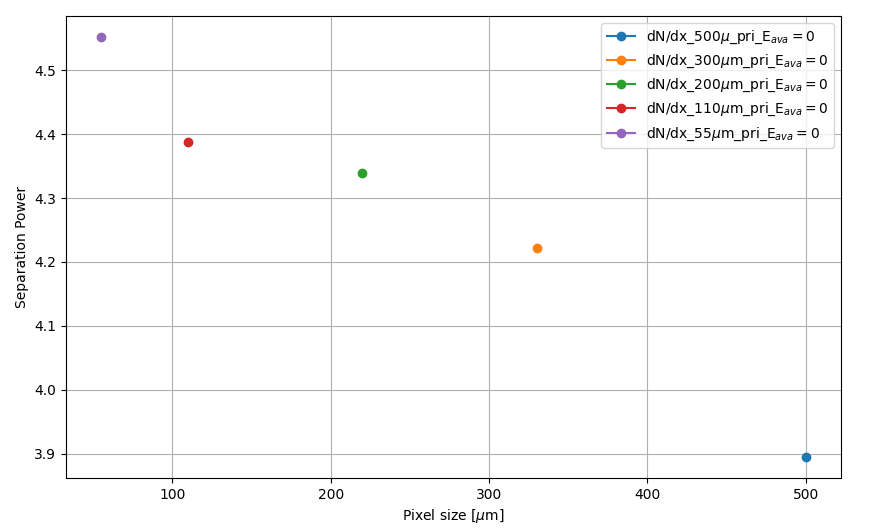 4.5
4.4
4.3
4.2
4.1
4.0
3.9
Separation Power
100 200 300 400 500
Pixel size [μm]
dN/dx_500μ_pri_E_ava = 0
dN/dx_300μm_pri_E_ava = 0
dN/dx_200μm_pri_E_ava = 0
dN/dx_110μm_pri_E_ava = 0
dN/dx_55μm_pri_E_ava = 0